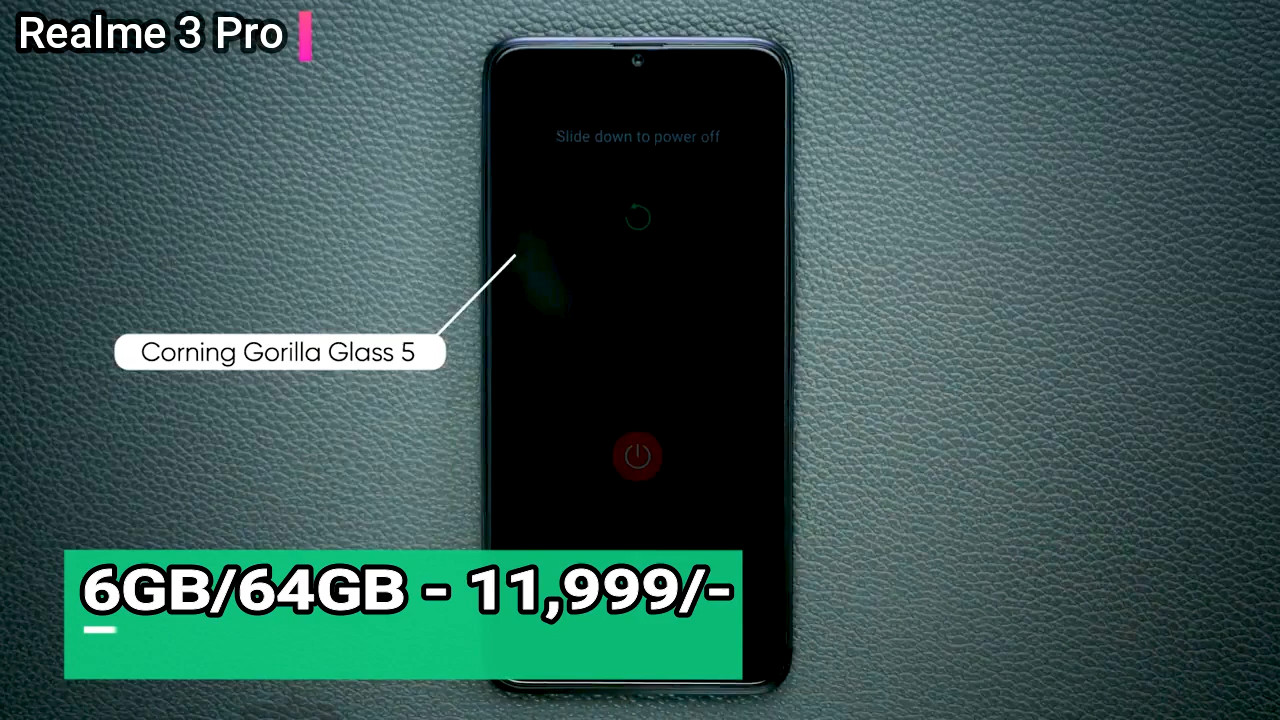 Realme 3 Pro
Slide down to power off
Corning Gorilla Glass 5
6GB/64GB - 11,999/-